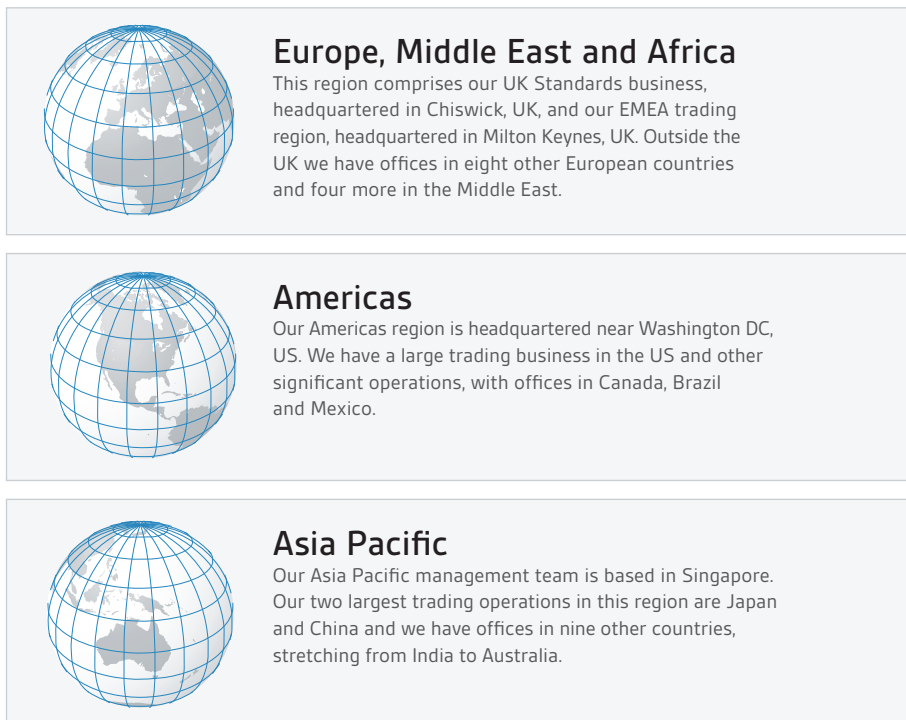 Europe, Middle East and Africa
This region comprises our UK Standards business,
headquartered in Chiswick, UK, and our EMEA trading
region, headquartered in Milton Keynes, UK. Outside the
UK we have offices in eight other European countries
and four more in the Middle East.
Americas
Our Americas region is headquartered near Washington DC,
US. We have a large trading business in the US and other
significant operations, with offices in Canada, Brazil
and Mexico.
Asia Pacific
Our Asia Pacific management team is based in Singapore.
Our two largest trading operations in this region are Japan
and China and we have offices in nine other countries,
stretching from India to Australia.